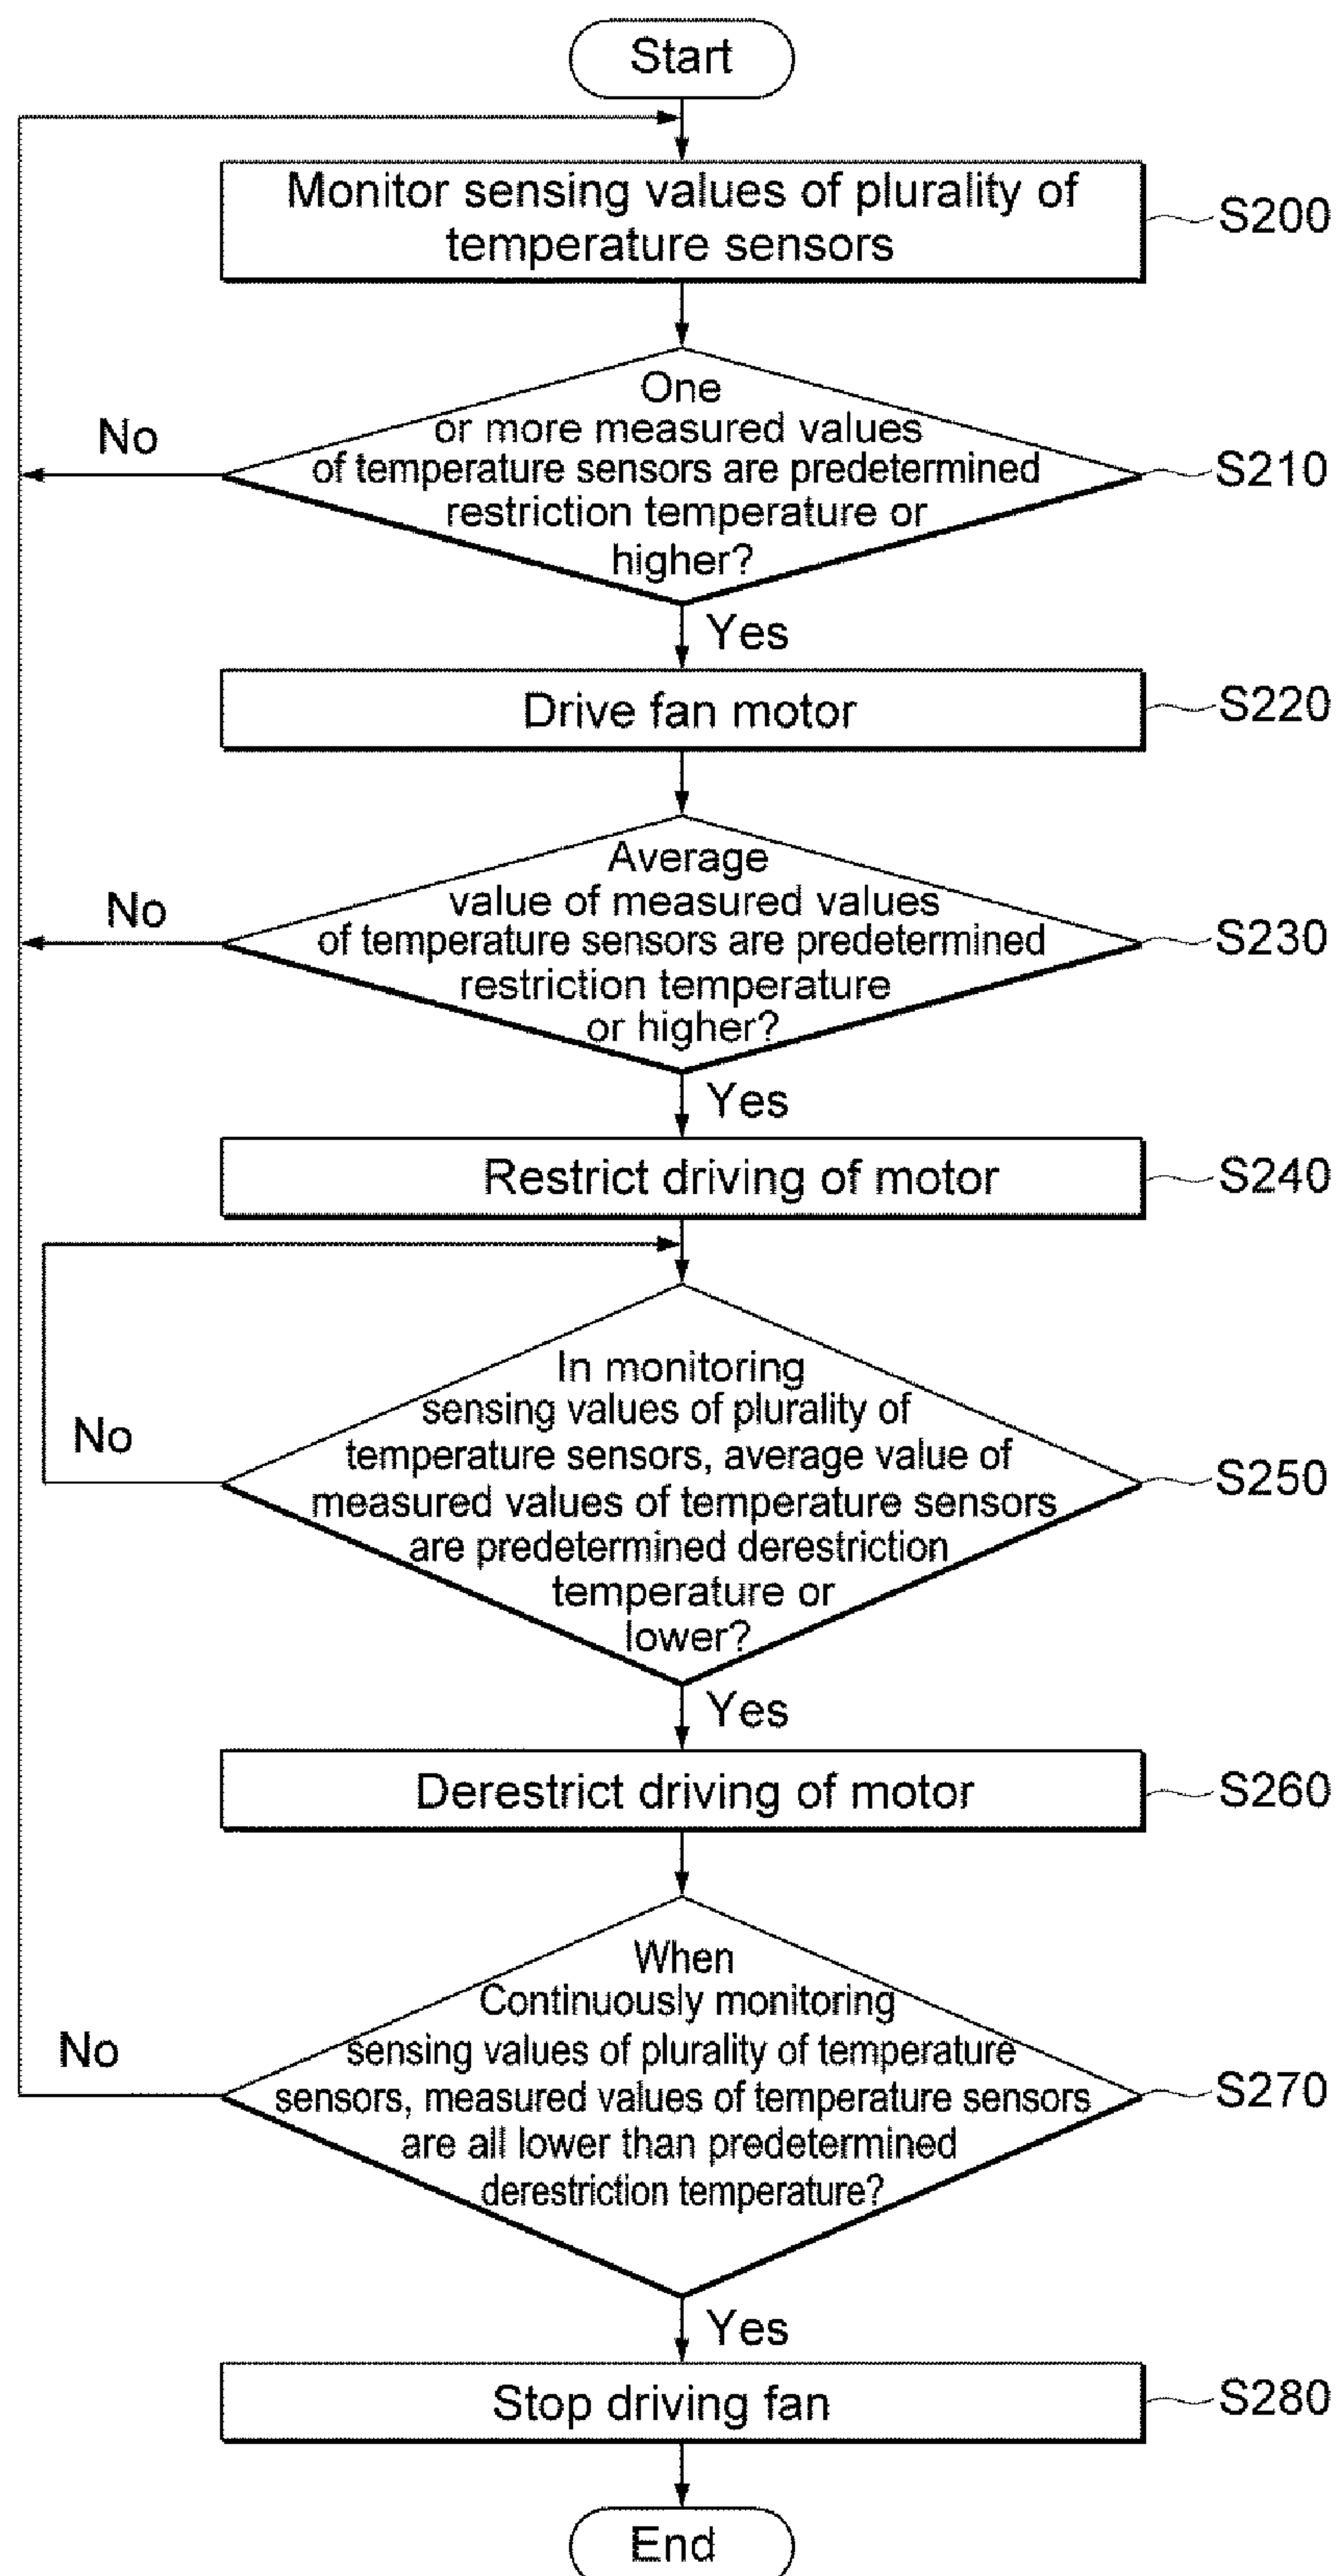 Start
Monitor sensing values of plurality of
temperature sensors
S200
One
or more measured values
of temperature sensors are predetermined
restriction temperature or
higher?
No
S210
Yes
Drive fan motor
S220
Average
value of measured values
of temperature sensors are predetermined
restriction temperature
or higher?
No
S230
Yes
Restrict driving of motor
S240
In monitoring
sensing values of plurality of
temperature sensors, average value of
measured values of temperature sensors
are predetermined derestriction
temperature or
lower?
No
S250
Yes
Derestrict driving of motor
S260
When
Continuously monitoring
sensing values of plurality of temperature
sensors, measured values of temperature sensors
are all lower than predetermined
derestriction temperature?
No
S270
Yes
Stop driving fan
S280
End